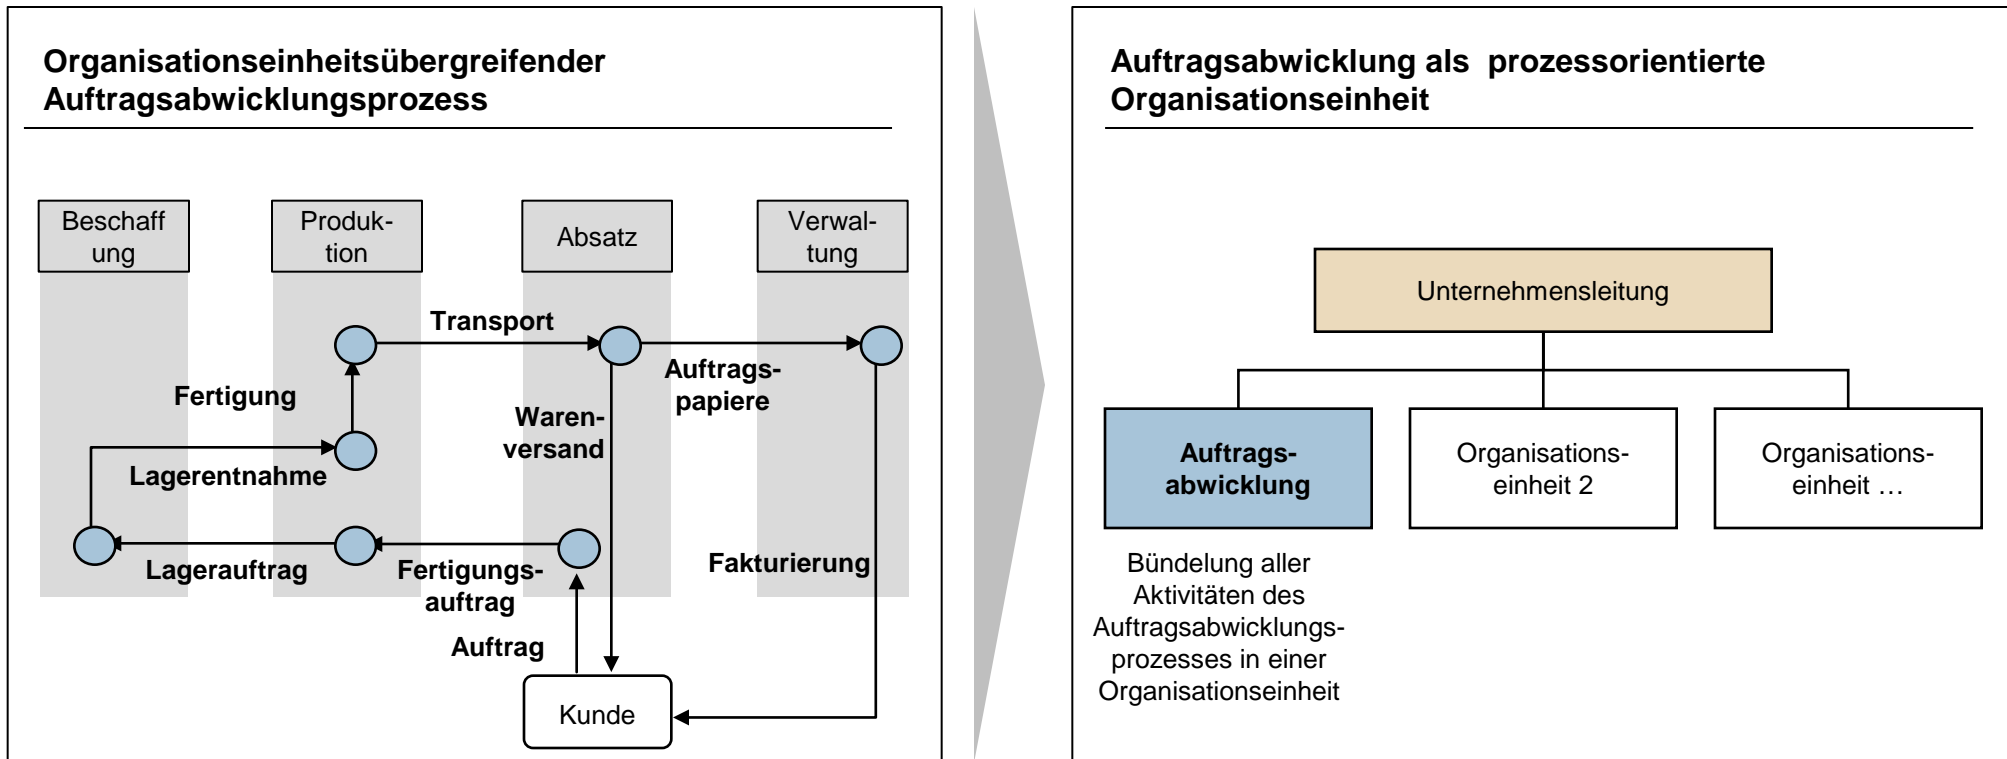 Organisationseinheitsübergreifender
Auftragsabwicklungsprozess
Beschaff
ung
Produk-
tion
Absatz
Verwal-
tung
Transport
Auftrags-
papiere
Fertigung
Waren-
versand
Lagerentnahme
Lagerauftrag
Fertigungs-
auftrag
Fakturierung
Auftrag
Kunde
Auftragsabwicklung als  prozessorientierte
Organisationseinheit
Unternehmensleitung
Auftrags-
abwicklung
Organisations-
einheit 2
Organisations-
einheit …
Bündelung aller
Aktivitäten des
Auftragsabwicklungs-
prozesses in einer
Organisationseinheit